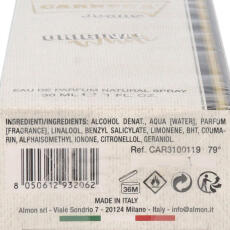 ORIGINAL
EAU DE PARFUM NATURAL SPRAY
30 ML ℮ 1 FL. OZ.
INGREDIENTI/INGREDIENTS: ALCOHOL DENAT., AQUA [WATER], PARFUM
[FRAGRANCE], LINALOOL, BENZYL SALICYLATE, LIMONENE, BHT, COUMA-
RIN, ALPHAISOMETHYL IONONE, CITRONELLOL, GERANIOL.
Ref. CAR3100119 79°
36M
8 050612 932062
MADE IN ITALY
Almon srl - Viale Sondrio 7 - 20124 Milano - Italy - info@almon.it